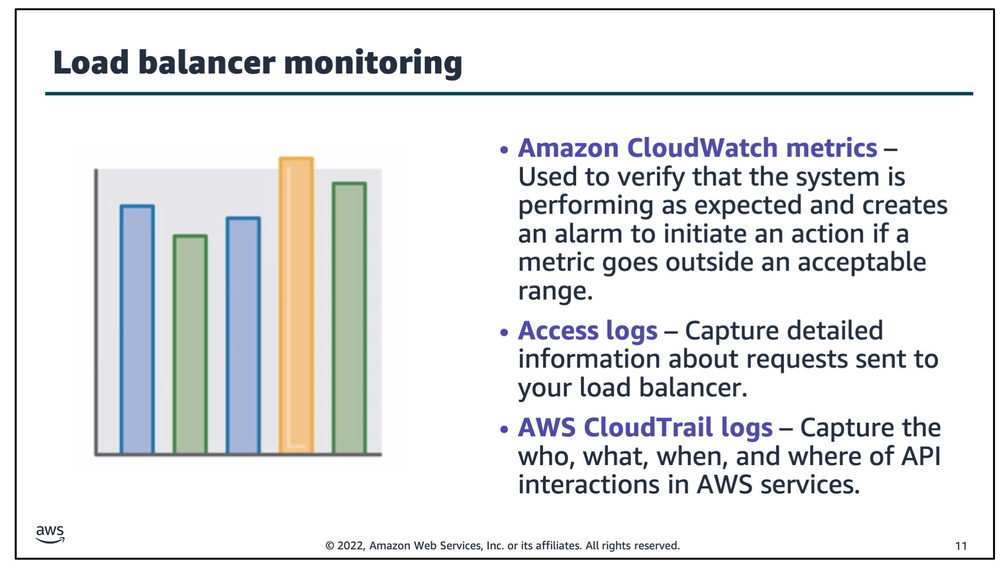 Load balancer monitoring
• Amazon CloudWatch metrics –
Used to verify that the system is
performing as expected and creates
an alarm to initiate an action if a
metric goes outside an acceptable
range.
• Access logs – Capture detailed
information about requests sent to
your load balancer.
• AWS CloudTrail logs – Capture the
who, what, when, and where of API
interactions in AWS services.
aws
© 2022, Amazon Web Services, Inc. or its affiliates. All rights reserved.
11